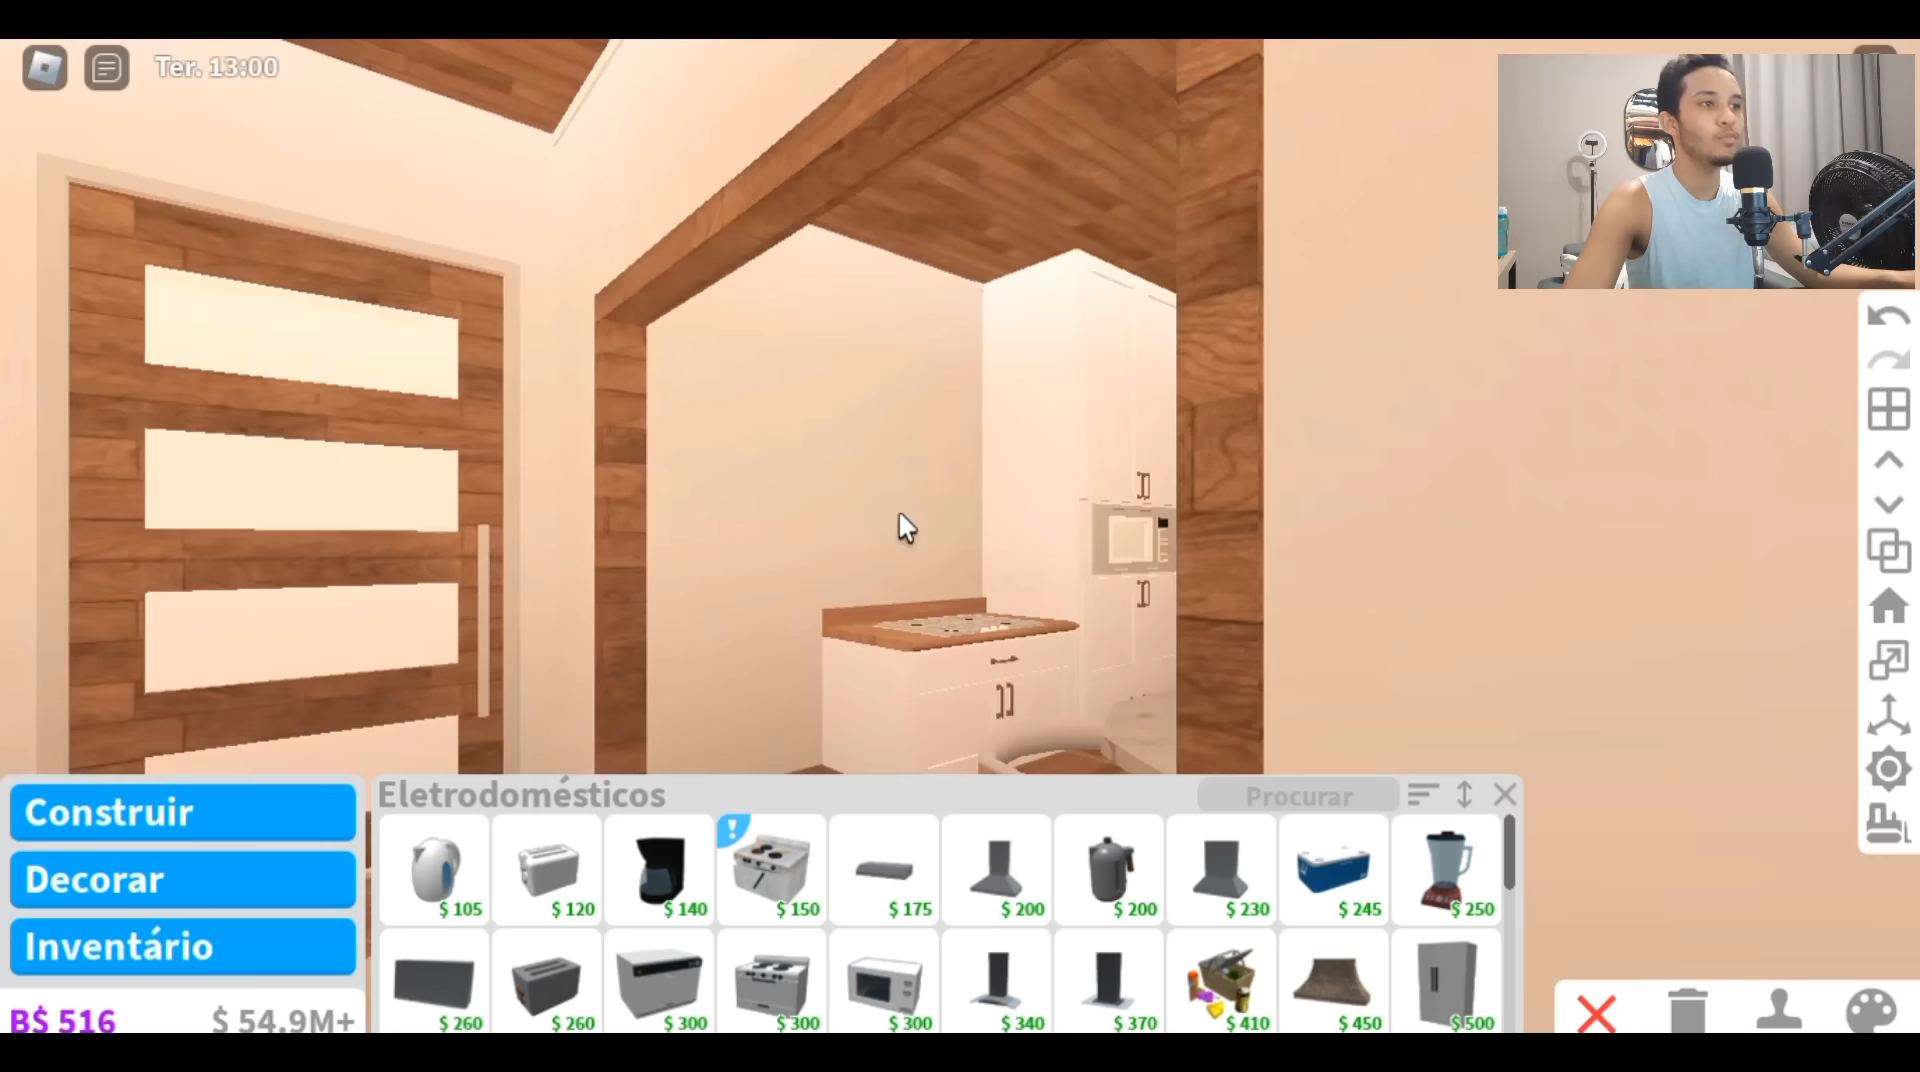 Ter. 13:00
Construir
Decorar
Inventário
B$ 516
$ 54.9M+
Eletrodomésticos
Procurar
$ 105
$ 120
$ 140
!
$ 150
$ 175
$ 200
$ 200
$ 230
$ 245
$ 250
$ 260
$ 260
$ 300
$ 300
$ 300
$ 340
$ 370
$ 410
$ 450
$ 500